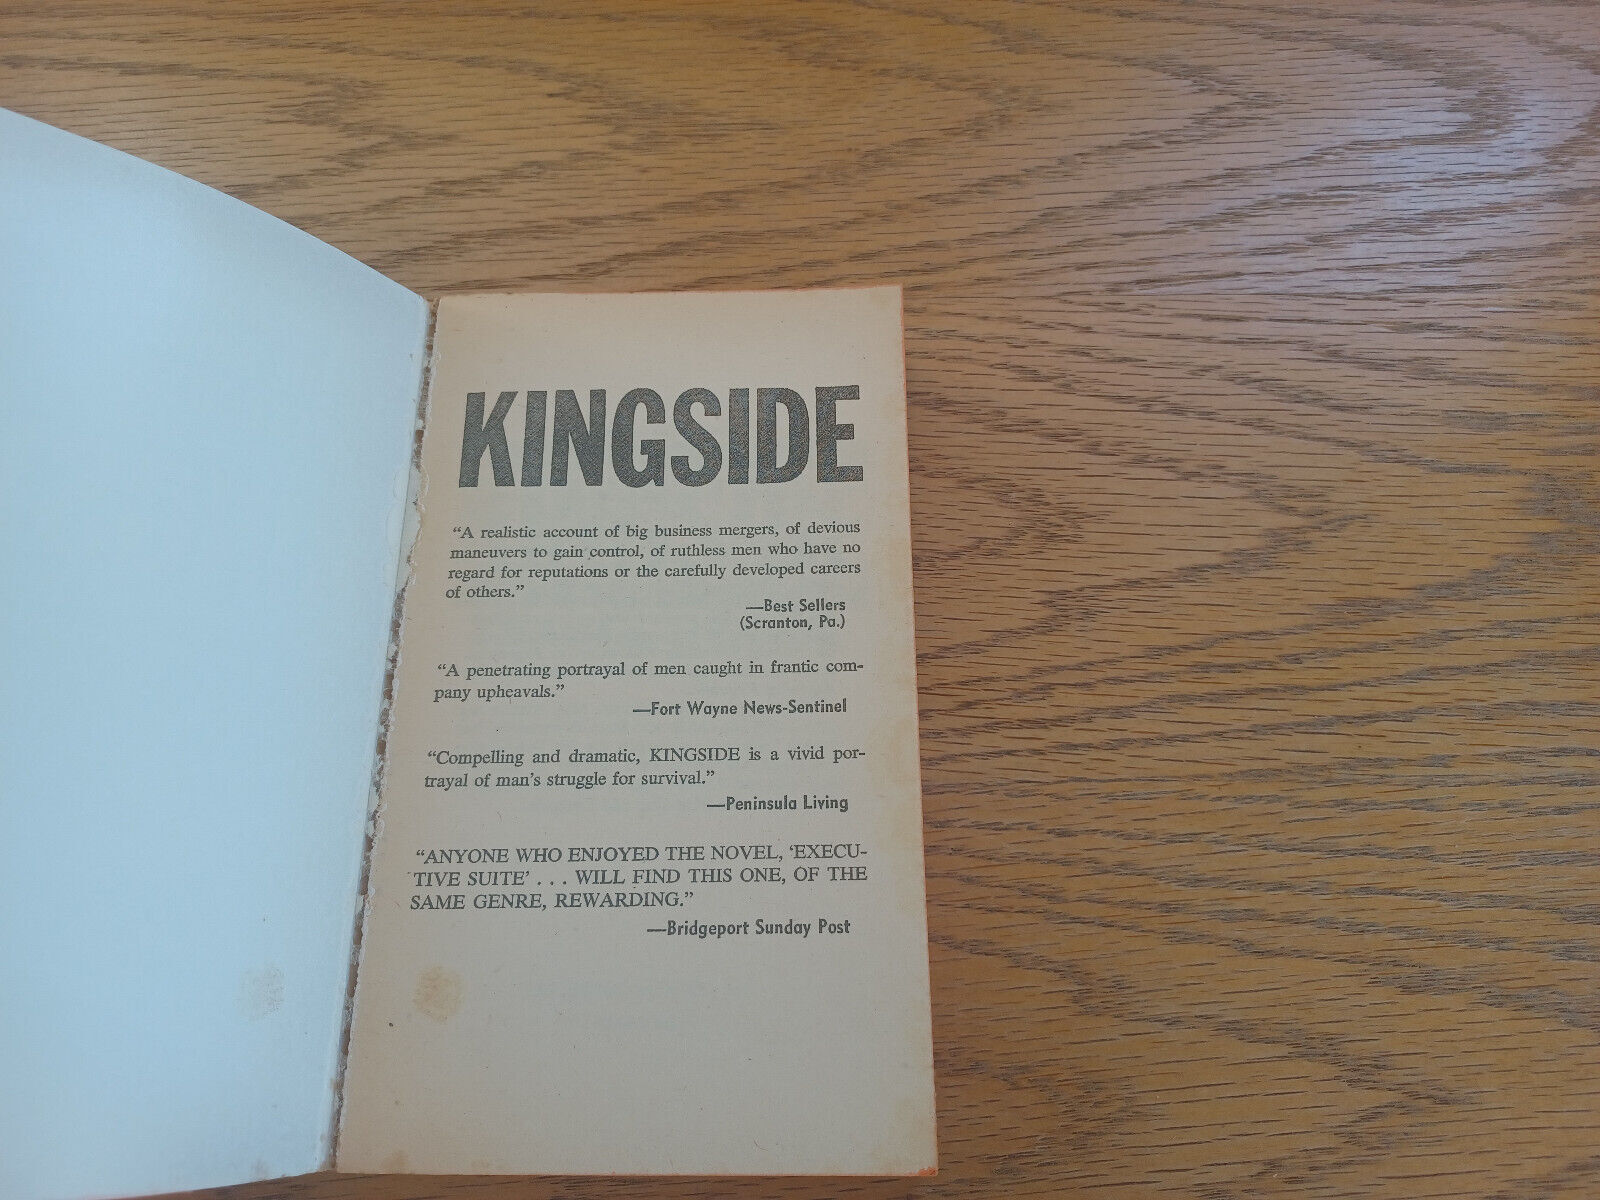 KINGSIDE
“A realistic account of big business mergers, of devious
maneuvers to gain control, of ruthless men who have no
regard for reputations or the carefully developed careers
of others.”
—Best Sellers
(Scranton, Pa.)
“A penetrating portrayal of men caught in frantic com-
pany upheavals.”
—Fort Wayne News-Sentinel
“Compelling and dramatic, KINGSIDE is a vivid por-
trayal of man’s struggle for survival.”
—Peninsula Living
“ANYONE WHO ENJOYED THE NOVEL, ‘EXECU-
TIVE SUITE’ . . . WILL FIND THIS ONE, OF THE
SAME GENRE, REWARDING.”
—Bridgeport Sunday Post